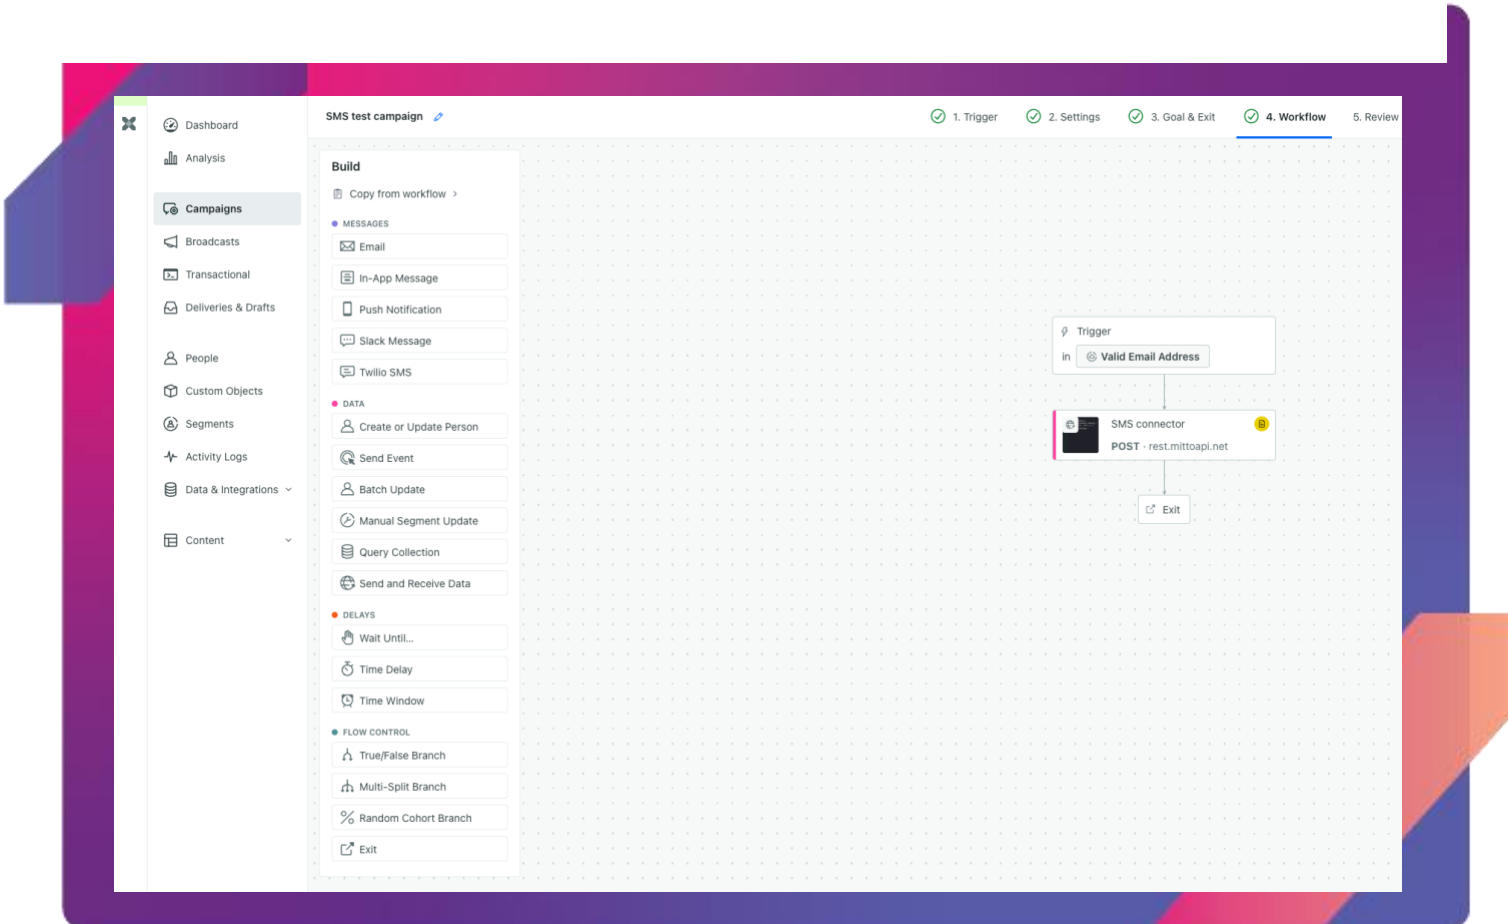 SMS test campaign
1. Trigger
2. Settings
3. Goal & Exit
4. Workflow
5. Review
Dashboard
Analysis
Campaigns
Broadcasts
Transactional
Deliveries & Drafts
People
Custom Objects
Segments
Activity Logs
Data & Integrations
Content
Build
Copy from workflow
MESSAGES
Email
In-App Message
Push Notification
Slack Message
Twilio SMS
DATA
Create or Update Person
Send Event
Batch Update
Manual Segment Update
Query Collection
Send and Receive Data
DELAYS
Wait Until...
Time Delay
Time Window
FLOW CONTROL
True/False Branch
Multi-Split Branch
Random Cohort Branch
Exit
Trigger
in Valid Email Address
SMS connector
POST · rest.mittoapi.net
Exit